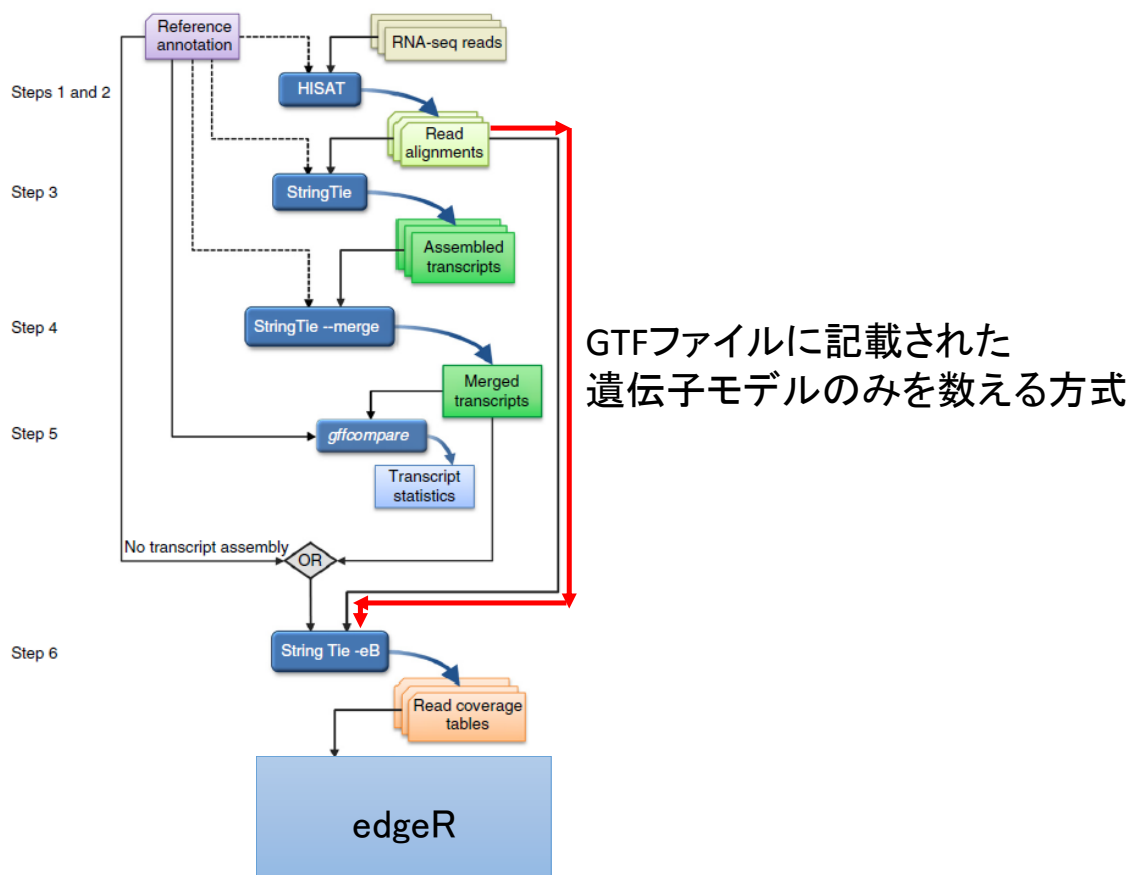 Reference
annotation
RNA-seq reads
Steps 1 and 2
HISAT
Read
alignments
Step 3
StringTie
Assembled
transcripts
Step 4
StringTie --merge
GTFファイルに記載された
遺伝子モデルのみを数える方式
Merged
transcripts
Step 5
gffcompare
Transcript
statistics
No transcript assembly
OR
Step 6
String Tie -eB
Read coverage
tables
edgeR